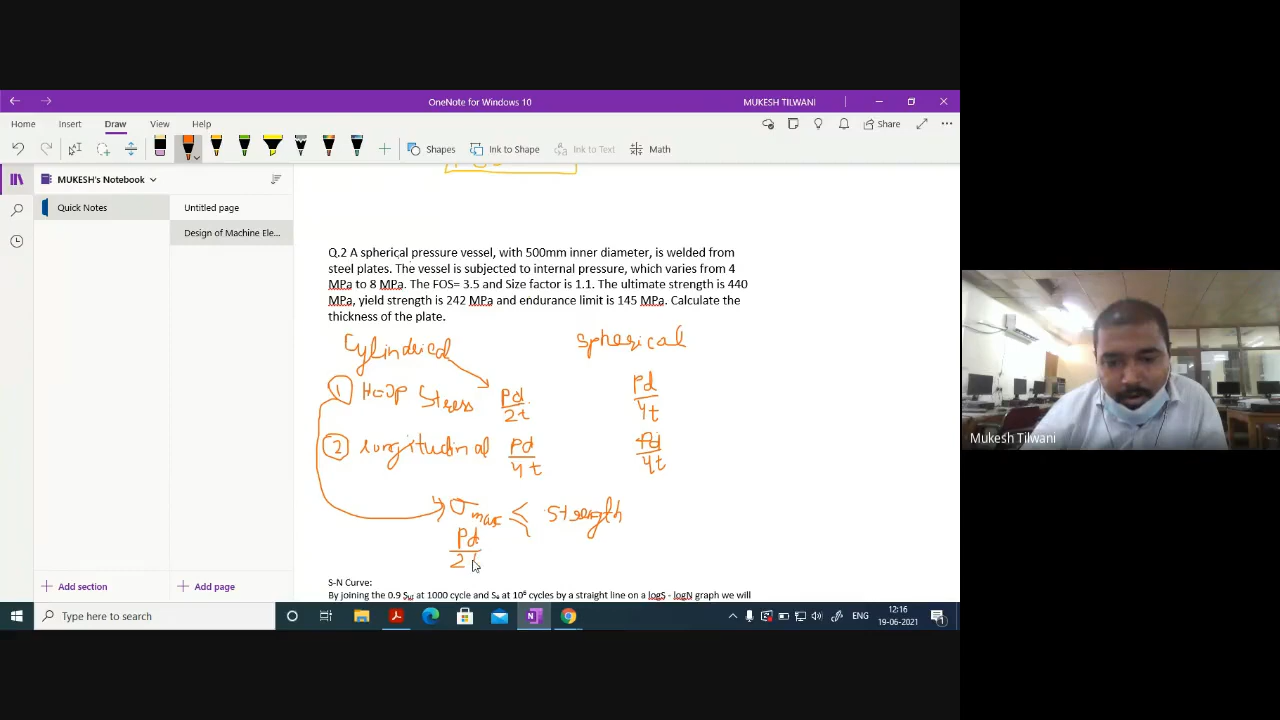 OneNote for Windows 10
MUKESH TILWANI
Home Insert Draw View Help
Share
Shapes Ink to Shape Ink to Text Math
MUKESH's Notebook
Quick Notes
Untitled page
Design of Machine Ele...
Q.2 A spherical pressure vessel, with 500mm inner diameter, is welded from
steel plates. The vessel is subjected to internal pressure, which varies from 4
MPa to 8 MPa. The FOS= 3.5 and Size factor is 1.1. The ultimate strength is 440
MPa, yield strength is 242 MPa and endurance limit is 145 MPa. Calculate the
thickness of the plate.
Cylindrical Spherical
1 Hoop Stress Pd/2t Pd/4t
2 longitudinal Pd/4t Pd/4t
σmax ≤ Strength
Pd/2t
S-N Curve:
By joining the 0.9 Sut at 1000 cycle and Se at 10⁶ cycles by a straight line on a logS - logN graph we will
Add section
Add page
Type here to search
ENG
12:16
19-06-2021
1
Mukesh Tilwani